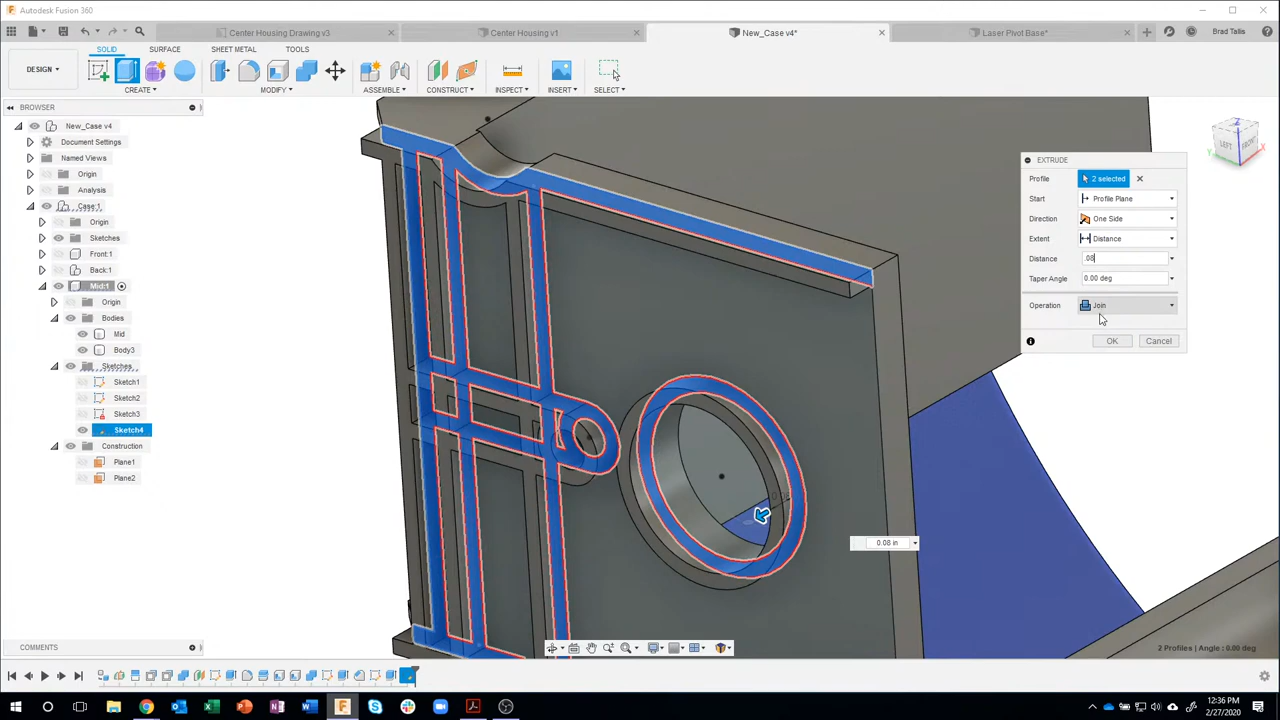 Autodesk Fusion 360
Center Housing Drawing v3
Center Housing v1
New_Case v4*
Laser Pivot Base*
Brad Tallis
SOLID
SURFACE
SHEET METAL
TOOLS
DESIGN
CREATE
MODIFY
ASSEMBLE
CONSTRUCT
INSPECT
INSERT
SELECT
BROWSER
New_Case v4
Document Settings
Named Views
Origin
Analysis
Case:1
Origin
Sketches
Front:1
Back:1
Mid:1
Origin
Bodies
Mid
Body3
Sketches
Sketch1
Sketch2
Sketch3
Sketch4
Construction
Plane1
Plane2
LEFT
FRONT
Z
X
Y
EXTRUDE
Profile
2 selected
Start
Profile Plane
Direction
One Side
Extent
Distance
Distance
.08
Taper Angle
0.00 deg
Operation
Join
OK
Cancel
0.08 in
COMMENTS
2 Profiles | Angle : 0.00 deg
12:36 PM
2/27/2020